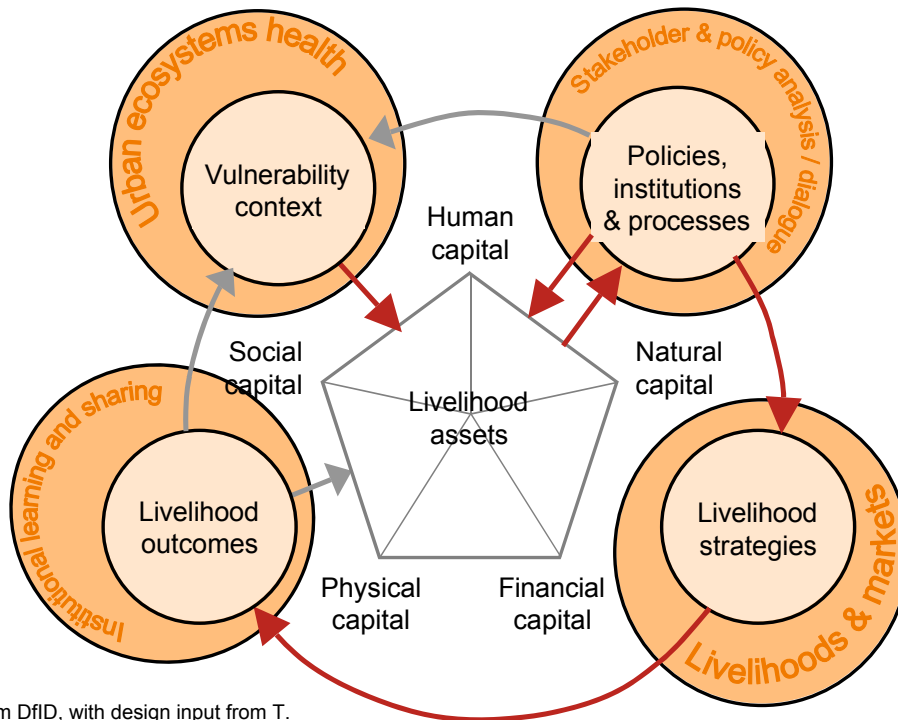 Urban ecosystems health
Vulnerability
context
Stakeholder & policy analysis / dialogue
Policies,
institutions
& processes
Human
capital
Social
capital
Natural
capital
Livelihood
assets
Institutional learning and sharing
Livelihood
outcomes
Livelihood
strategies
Livelihoods & markets
Physical
capital
Financial
capital
DfID, with design input from T.